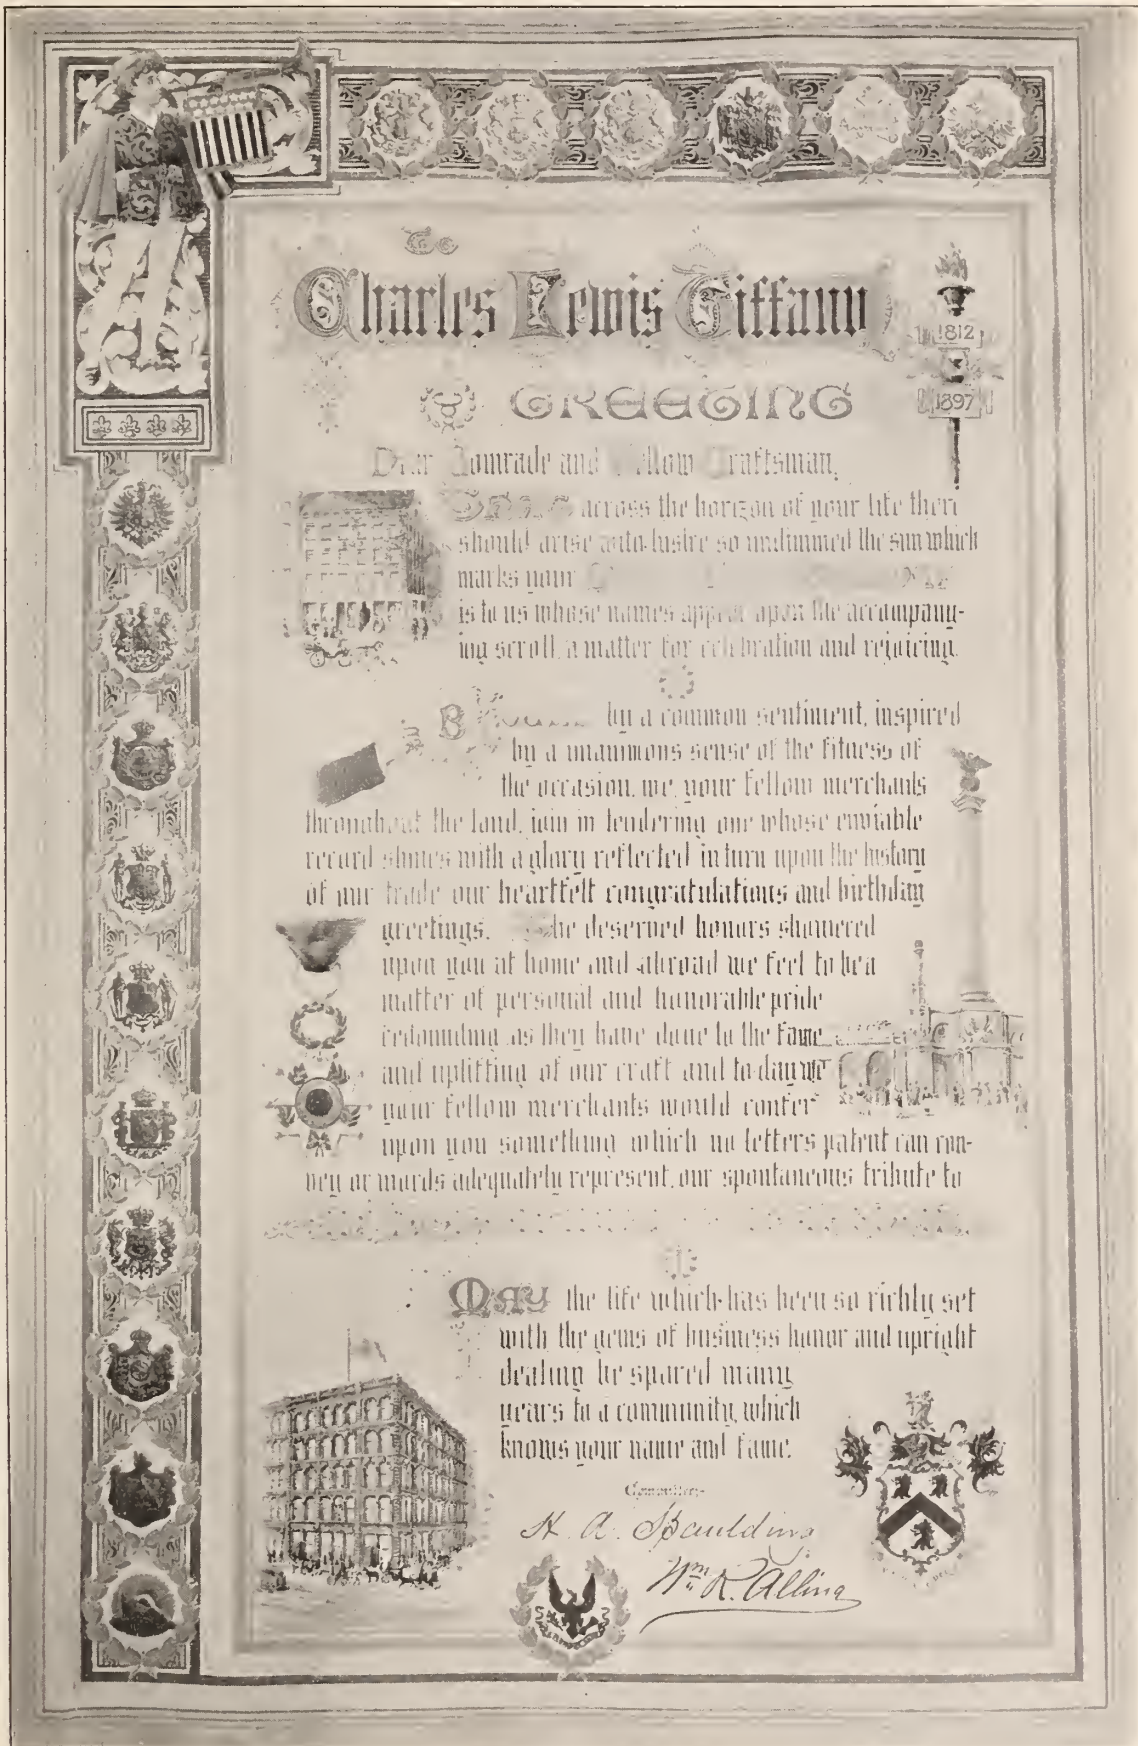 To
Charles Lewis Tiffany
1812
1897
GREETING
Dear Comrade and Fellow Craftsman,
across the horizon of your life there
should arise auto-lustre so undimmed the sun which
marks your
is to us whose names appear upon the accompany-
ing scroll, a matter for celebration and rejoicing.
by a common sentiment, inspired
by a unanimous sense of the fitness of
the occasion, we, your fellow merchants
throughout the land, join in tendering one whose enviable
record shines with a glory reflected in turn upon the history
of our trade our heartfelt congratulations and birthday
greetings. The deserved honors showered
upon you at home and abroad we feel to be a
matter of personal and honorable pride
redounding as they have done to the fame
and uplifting of our craft and to-day we
your fellow merchants would confer
upon you something which no letters patent can con-
vey or words adequately represent, our spontaneous tribute to
MAY the life which has been so richly set
with the gems of business honor and upright
dealing be spared many
years to a community, which
knows your name and fame.
Committee
H. A. Spaulding
Wm. R. Alling